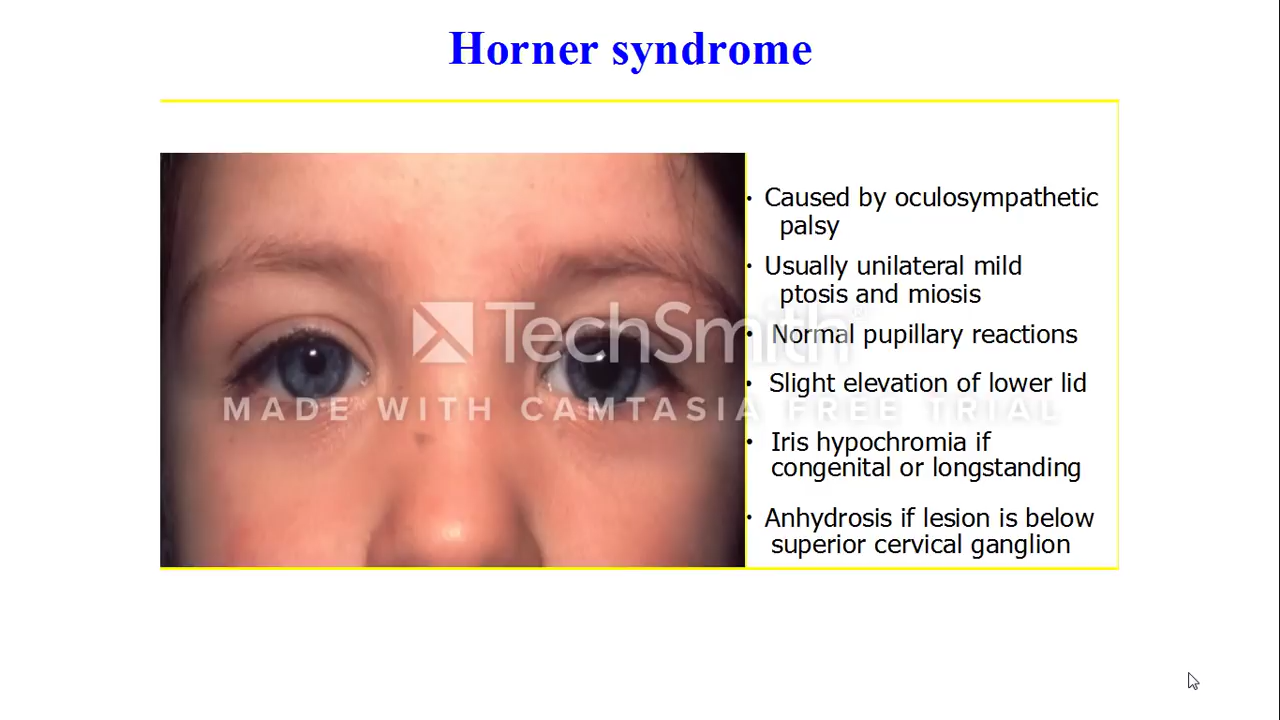 Horner syndrome
• Caused by oculosympathetic
palsy
• Usually unilateral mild
ptosis and miosis
• Normal pupillary reactions
• Slight elevation of lower lid
• Iris hypochromia if
congenital or longstanding
• Anhydrosis if lesion is below
superior cervical ganglion
TechSmith®
MADE WITH CAMTASIA FREE TRIAL